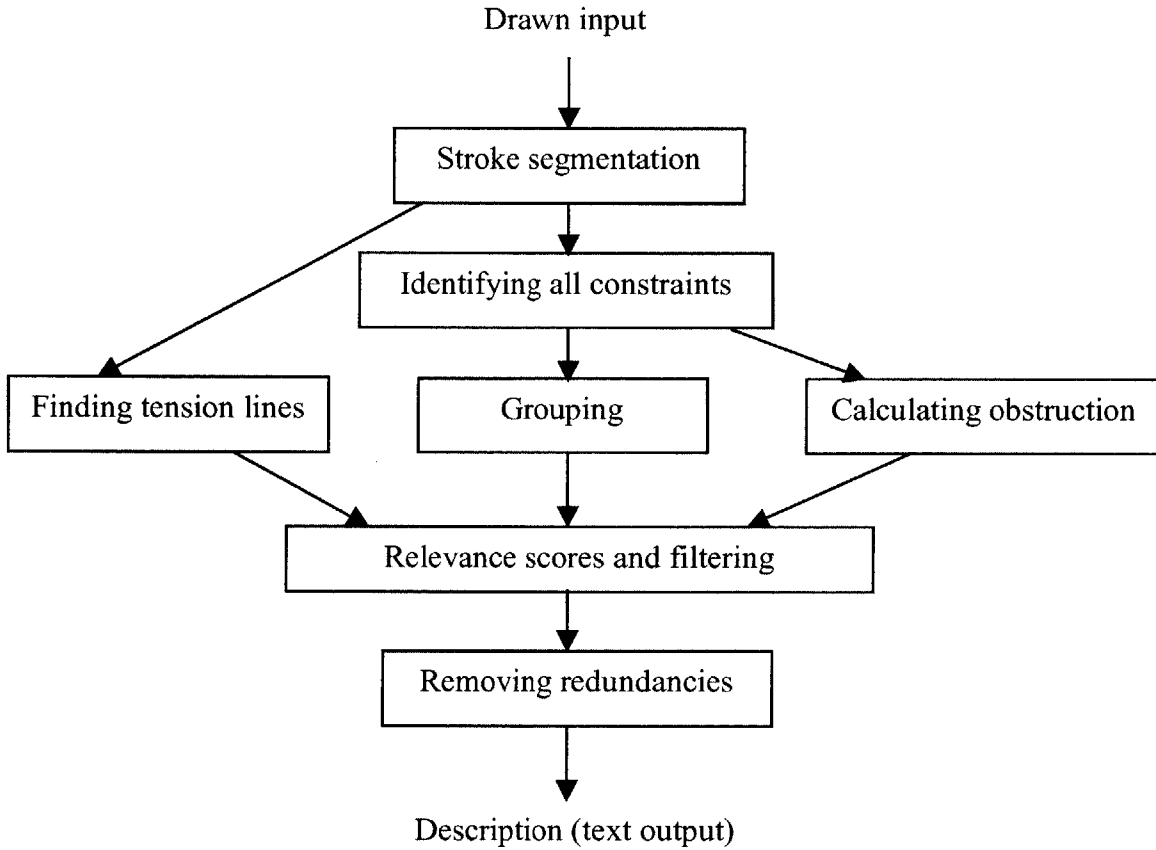 Drawn input
Stroke segmentation
Identifying all constraints
Finding tension lines
Grouping
Calculating obstruction
Relevance scores and filtering
Removing redundancies
Description (text output)